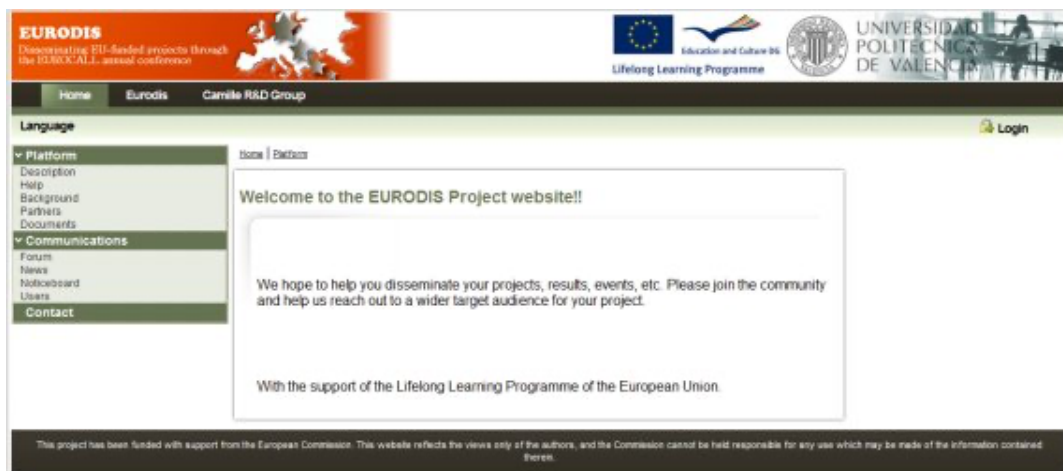 EURODIS
Disseminating EU-funded projects through
the EUROCALL annual conference
Education and Culture DG
Lifelong Learning Programme
UNIVERSIDAD
POLITECNICA
DE VALENCIA
Home Eurodis Camille R&D Group
Language
Login
Platform
Description
Help
Background
Partners
Documents
Communications
Forum
News
Noticeboard
Users
Contact
Home | Platform
Welcome to the EURODIS Project website!!
We hope to help you disseminate your projects, results, events, etc. Please join the community
and help us reach out to a wider target audience for your project.
With the support of the Lifelong Learning Programme of the European Union.
This project has been funded with support from the European Commission. This website reflects the views only of the authors, and the Commission cannot be held responsible for any use which may be made of the information contained
therein.